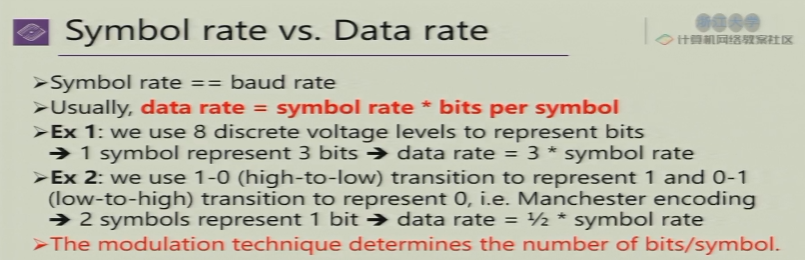 Symbol rate vs. Data rate
浙江大学
计算机网络教案社区
➢Symbol rate == baud rate
➢Usually, data rate = symbol rate * bits per symbol
➢Ex 1: we use 8 discrete voltage levels to represent bits
➔ 1 symbol represent 3 bits ➔ data rate = 3 * symbol rate
➢Ex 2: we use 1-0 (high-to-low) transition to represent 1 and 0-1
(low-to-high) transition to represent 0, i.e. Manchester encoding
➔ 2 symbols represent 1 bit ➔ data rate = ½ * symbol rate
➢The modulation technique determines the number of bits/symbol.